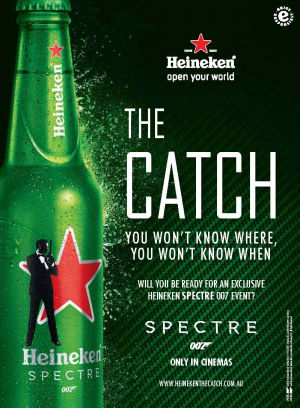 Heineken
Heineken®
open your world
THE
CATCH
YOU WON'T KNOW WHERE,
YOU WON'T KNOW WHEN
WILL YOU BE READY FOR AN EXCLUSIVE
HEINEKEN SPECTRE 007 EVENT?
SPECTRE
007
ONLY IN CINEMAS
WWW.HEINEKENTHECATCH.COM.AU
Heineken
SPECTRE
007